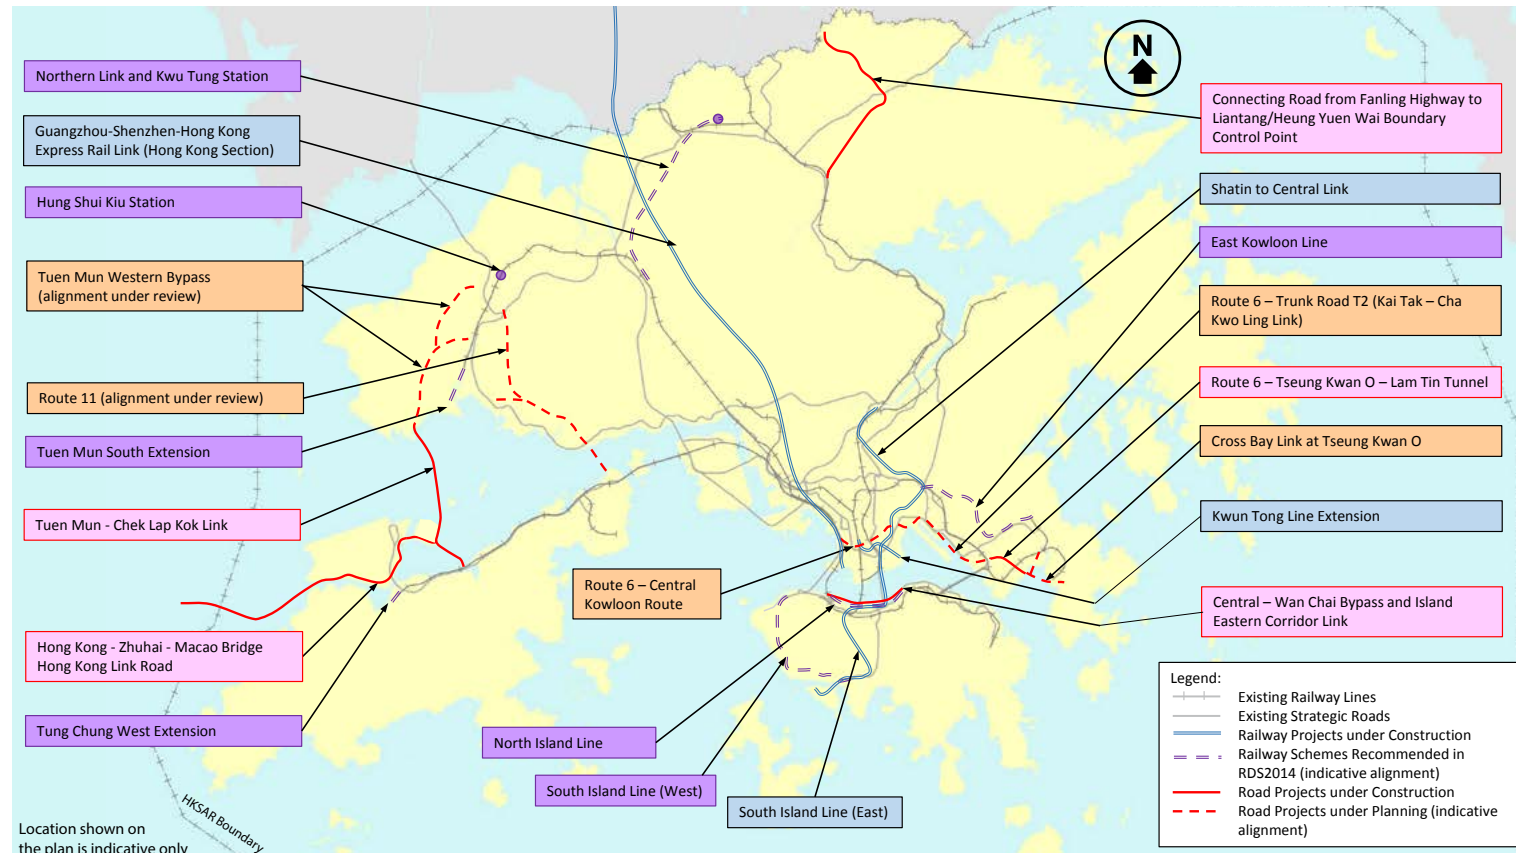 N
Northern Link and Kwu Tung Station
Guangzhou-Shenzhen-Hong Kong
Express Rail Link (Hong Kong Section)
Hung Shui Kiu Station
Tuen Mun Western Bypass
(alignment under review)
Route 11 (alignment under review)
Tuen Mun South Extension
Tuen Mun - Chek Lap Kok Link
Hong Kong - Zhuhai - Macao Bridge
Hong Kong Link Road
Tung Chung West Extension
HKSAR Boundary
Location shown on
the plan is indicative only
North Island Line
South Island Line (West)
South Island Line (East)
Route 6 – Central
Kowloon Route
Connecting Road from Fanling Highway to
Liantang/Heung Yuen Wai Boundary
Control Point
Shatin to Central Link
East Kowloon Line
Route 6 – Trunk Road T2 (Kai Tak – Cha
Kwo Ling Link)
Route 6 – Tseung Kwan O – Lam Tin Tunnel
Cross Bay Link at Tseung Kwan O
Kwun Tong Line Extension
Central – Wan Chai Bypass and Island
Eastern Corridor Link
Legend:
Existing Railway Lines
Existing Strategic Roads
Railway Projects under Construction
Railway Schemes Recommended in
RDS2014 (indicative alignment)
Road Projects under Construction
Road Projects under Planning (indicative
alignment)